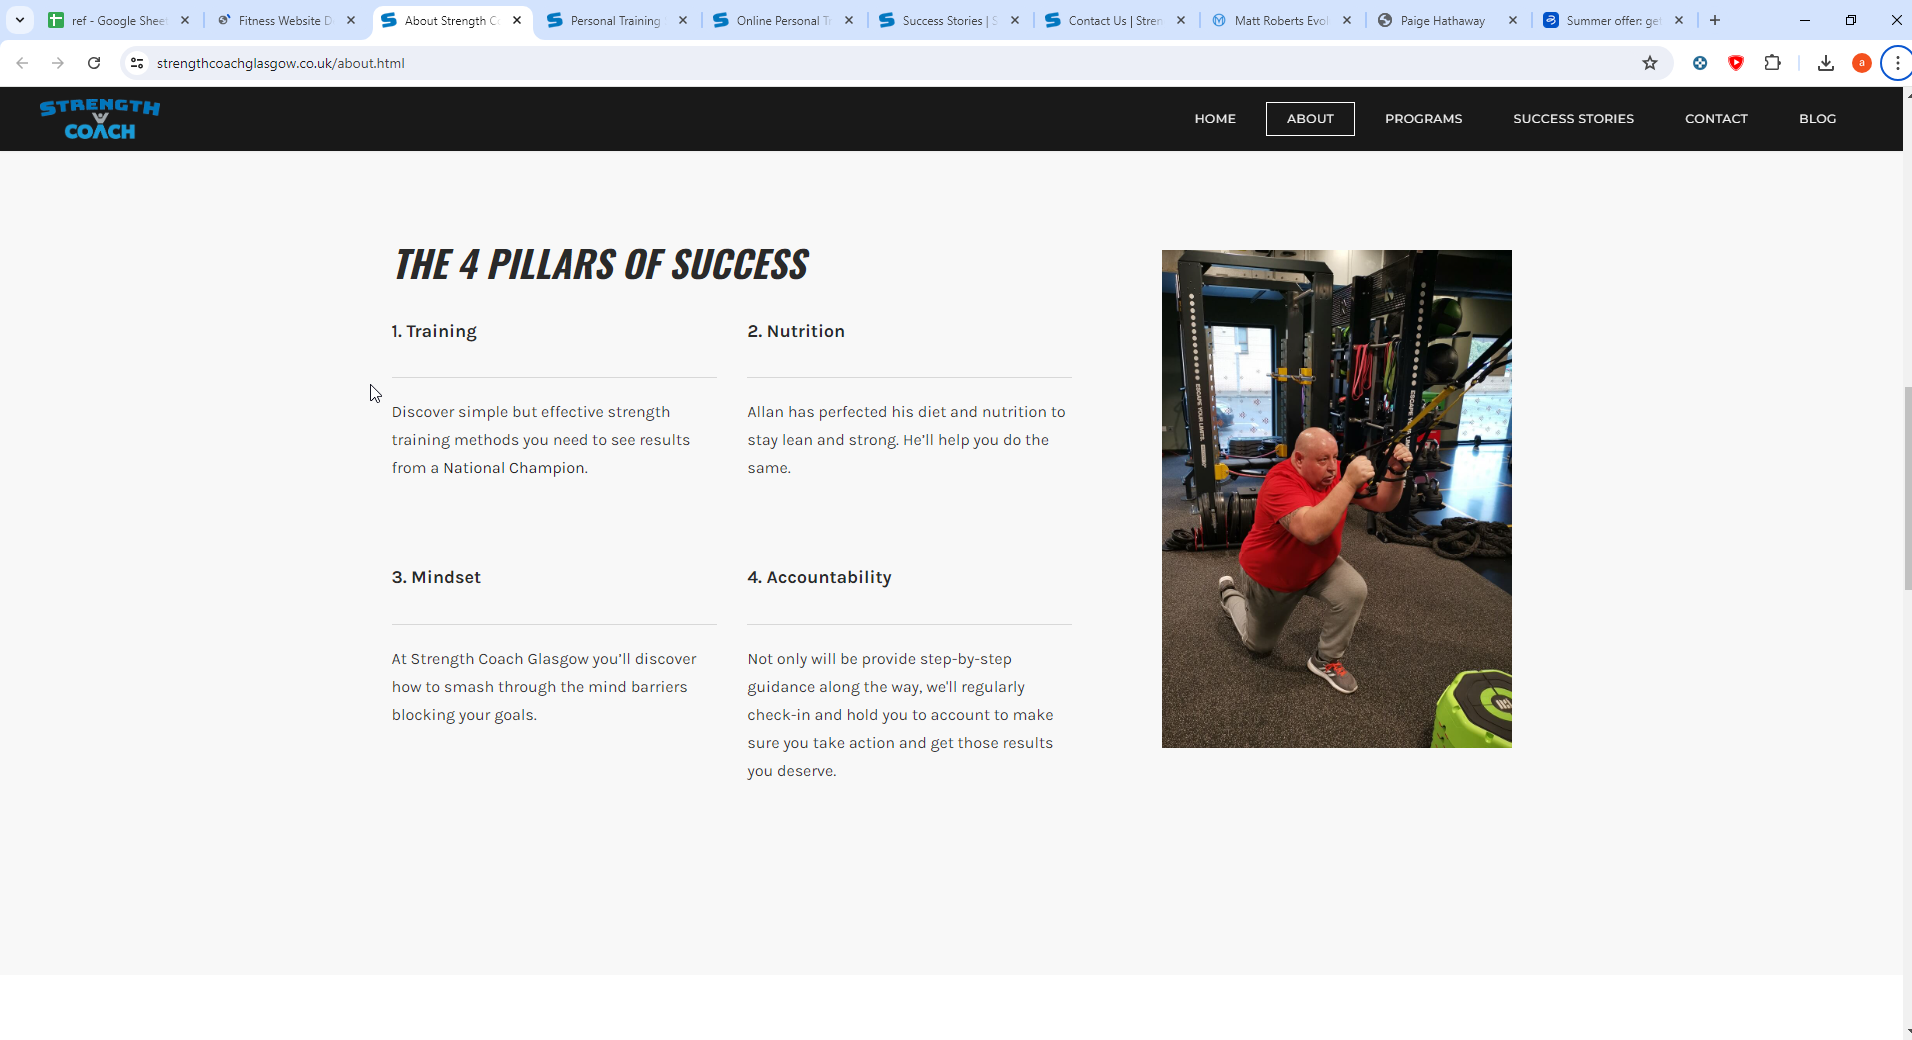 ref - Google Shee
Fitness Website D
About Strength C
Personal Training
Online Personal Tr
Success Stories | S
Contact Us | Stren
Matt Roberts Evol
Paige Hathaway
Summer offer: get
strengthcoachglasgow.co.uk/about.html
a
STRENGTH
COACH
HOME
ABOUT
PROGRAMS
SUCCESS STORIES
CONTACT
BLOG
THE 4 PILLARS OF SUCCESS
1. Training
Discover simple but effective strength
training methods you need to see results
from a National Champion.
2. Nutrition
Allan has perfected his diet and nutrition to
stay lean and strong. He’ll help you do the
same.
3. Mindset
At Strength Coach Glasgow you’ll discover
how to smash through the mind barriers
blocking your goals.
4. Accountability
Not only will be provide step-by-step
guidance along the way, we'll regularly
check-in and hold you to account to make
sure you take action and get those results
you deserve.
ESCAPE YOUR LIMITS.
ESCAPE YOUR LIMITS.